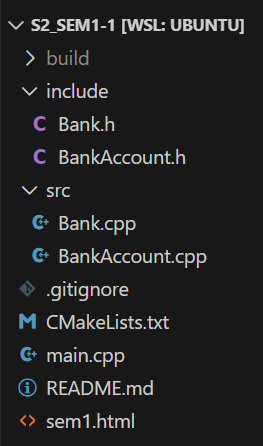 S2_SEM1-1 [WSL: UBUNTU]
build
include
C Bank.h
C BankAccount.h
src
C++ Bank.cpp
C++ BankAccount.cpp
.gitignore
M CMakeLists.txt
C++ main.cpp
i README.md
<> sem1.html